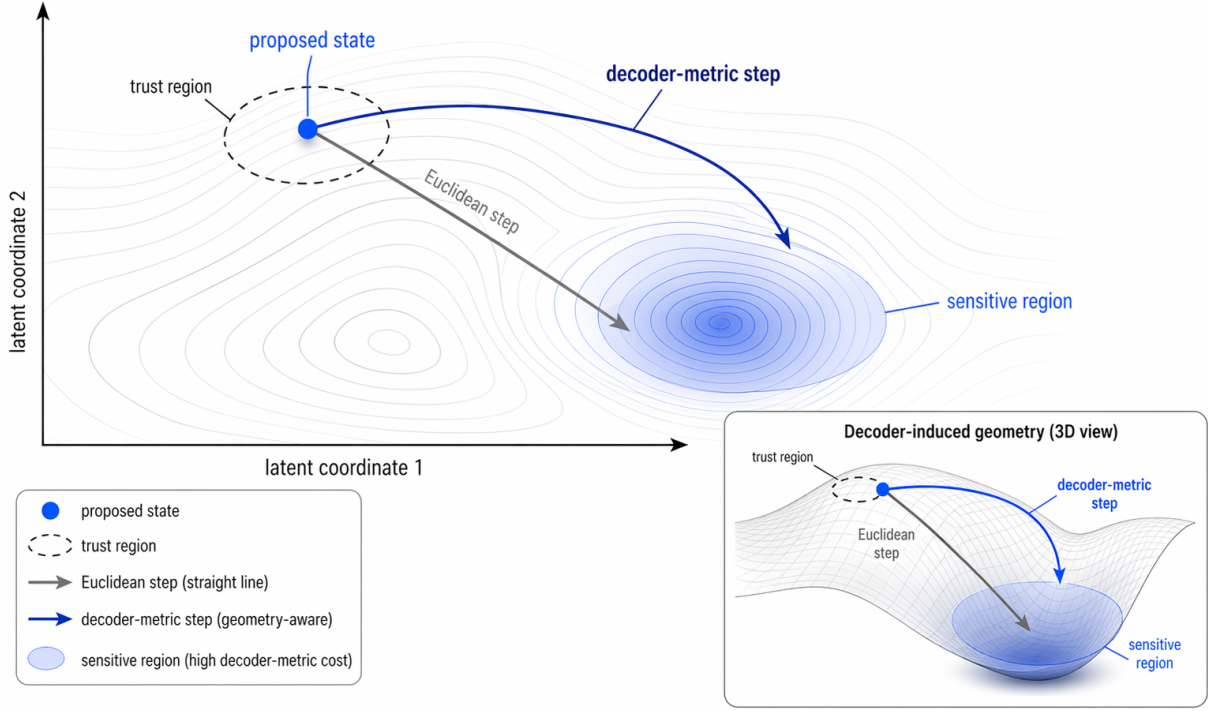 proposed state
trust region
decoder-metric step
Euclidean step
sensitive region
latent coordinate 2
latent coordinate 1
proposed state
trust region
Euclidean step (straight line)
decoder-metric step (geometry-aware)
sensitive region (high decoder-metric cost)
Decoder-induced geometry (3D view)
trust region
decoder-metric
step
Euclidean
step
sensitive
region